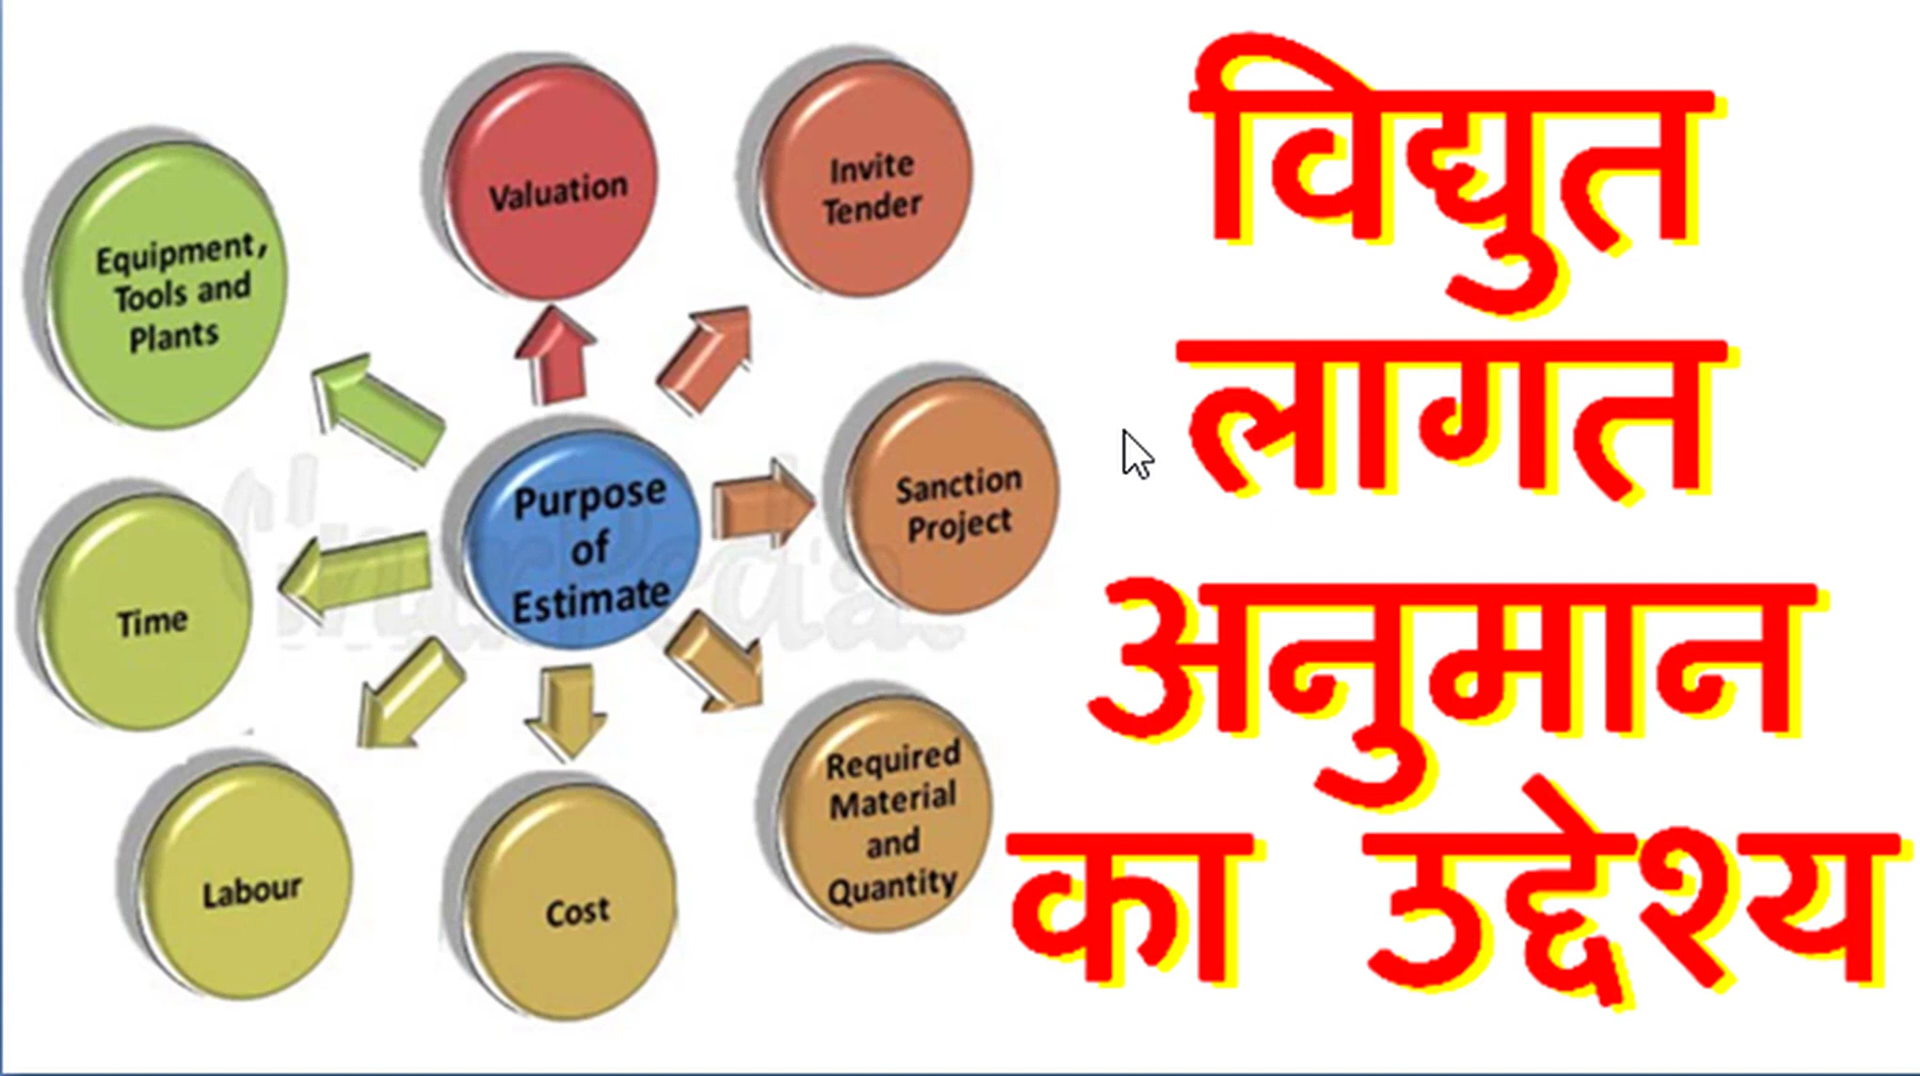 Valuation
Invite
Tender
Equipment,
Tools and
Plants
Purpose
of
Estimate
Sanction
Project
Time
Required
Material
and
Quantity
Labour
Cost
विद्युत
लागत
अनुमान
का उद्देश्य